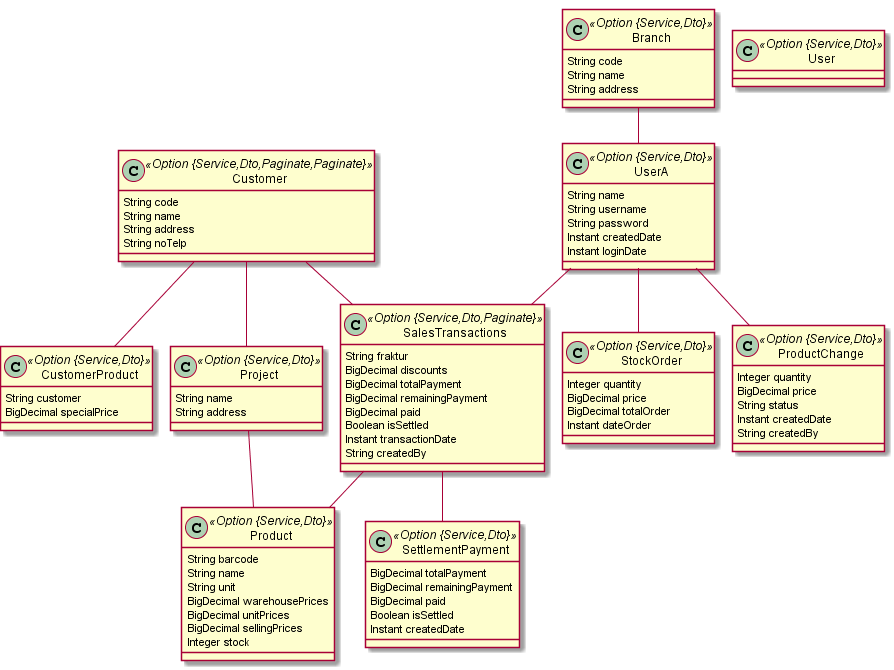 C «Option {Service,Dto}»
Branch
String code
String name
String address
C «Option {Service,Dto}»
User
C «Option {Service,Dto,Paginate,Paginate}»
Customer
String code
String name
String address
String noTelp
C «Option {Service,Dto}»
UserA
String name
String username
String password
Instant createdDate
Instant loginDate
C «Option {Service,Dto}»
CustomerProduct
String customer
BigDecimal specialPrice
C «Option {Service,Dto}»
Project
String name
String address
C «Option {Service,Dto,Paginate}»
SalesTransactions
String fraktur
BigDecimal discounts
BigDecimal totalPayment
BigDecimal remainingPayment
BigDecimal paid
Boolean isSettled
Instant transactionDate
String createdBy
C «Option {Service,Dto}»
StockOrder
Integer quantity
BigDecimal price
BigDecimal totalOrder
Instant dateOrder
C «Option {Service,Dto}»
ProductChange
Integer quantity
BigDecimal price
String status
Instant createdDate
String createdBy
C «Option {Service,Dto}»
Product
String barcode
String name
String unit
BigDecimal warehousePrices
BigDecimal unitPrices
BigDecimal sellingPrices
Integer stock
C «Option {Service,Dto}»
SettlementPayment
BigDecimal totalPayment
BigDecimal remainingPayment
BigDecimal paid
Boolean isSettled
Instant createdDate